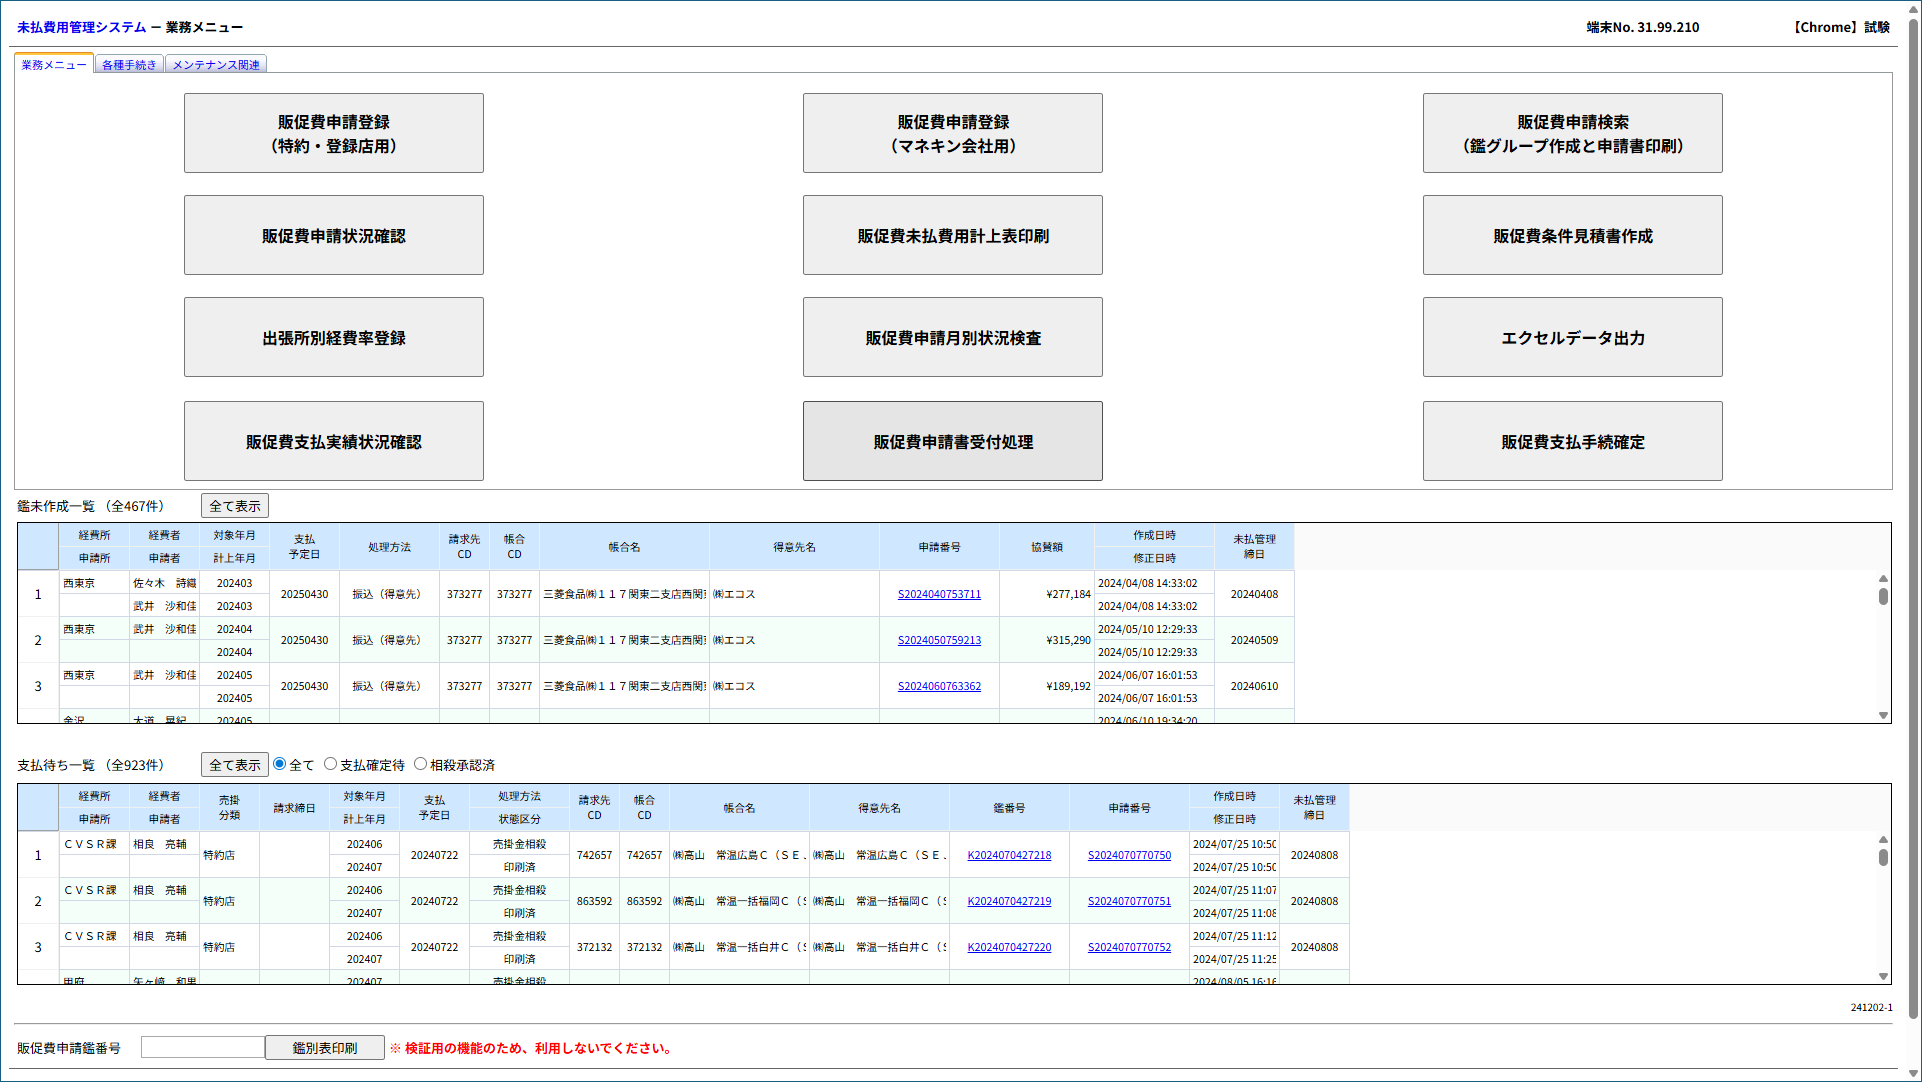 未払費用管理システム － 業務メニュー 端末No. 31.99.210 【Chrome】試験
業務メニュー 各種手続き メンテナンス関連
販促費申請登録
（特約・登録店用）
販促費申請登録
（マネキン会社用）
販促費申請検索
（鑑グループ作成と申請書印刷）
販促費申請状況確認 販促費未払費用計上表印刷 販促費条件見積書作成
出張所別経費率登録 販促費申請月別状況検査 エクセルデータ出力
販促費支払実績状況確認 販促費申請書受付処理 販促費支払手続確定
鑑未作成一覧 （全467件） 全て表示
経費所 経費者 対象年月 支払予定日 処理方法 請求先CD 帳合CD 帳合名 得意先名 申請番号 協賛額 作成日時 未払管理締日
申請所 申請者 計上年月 修正日時
1 西東京 佐々木　詩織 202403 20250430 振込（得意先） 373277 373277 三菱食品㈱１１７関東二支店西関東 ㈱エコス S2024040753711 ¥277,184 2024/04/08 14:33:02 20240408
武井　沙和佳 202403 2024/04/08 14:33:02
2 西東京 武井　沙和佳 202404 20250430 振込（得意先） 373277 373277 三菱食品㈱１１７関東二支店西関東 ㈱エコス S2024050759213 ¥315,290 2024/05/10 12:29:33 20240509
202404 2024/05/10 12:29:33
3 西東京 武井　沙和佳 202405 20250430 振込（得意先） 373277 373277 三菱食品㈱１１７関東二支店西関東 ㈱エコス S2024060763362 ¥189,192 2024/06/07 16:01:53 20240610
202405 2024/06/07 16:01:53
金沢 大道　晃紀 202405 2024/06/10 19:34:20
支払待ち一覧 （全923件） 全て表示 全て 支払確定待 相殺承認済
経費所 経費者 売掛分類 請求締日 対象年月 支払予定日 処理方法 請求先CD 帳合CD 帳合名 得意先名 鑑番号 申請番号 作成日時 未払管理締日
申請所 申請者 計上年月 状態区分 修正日時
1 ＣＶＳＲ課 相良　亮輔 特約店 202406 20240722 売掛金相殺 742657 742657 ㈱高山　常温広島Ｃ（ＳＥ． ㈱高山　常温広島Ｃ（ＳＥ． K2024070427218 S2024070770750 2024/07/25 10:50 20240808
202407 印刷済 2024/07/25 10:50
2 ＣＶＳＲ課 相良　亮輔 特約店 202406 20240722 売掛金相殺 863592 863592 ㈱高山　常温一括福岡Ｃ（Ｓ ㈱高山　常温一括福岡Ｃ（Ｓ K2024070427219 S2024070770751 2024/07/25 11:07 20240808
202407 印刷済 2024/07/25 11:08
3 ＣＶＳＲ課 相良　亮輔 特約店 202406 20240722 売掛金相殺 372132 372132 ㈱高山　常温一括白井Ｃ（Ｓ ㈱高山　常温一括白井Ｃ（Ｓ K2024070427220 S2024070770752 2024/07/25 11:12 20240808
202407 印刷済 2024/07/25 11:25
甲府 矢ヶ﨑　和男 202407 売掛金相殺 2024/08/05 16:16
241202-1
販促費申請鑑番号 鑑別表印刷 ※ 検証用の機能のため、利用しないでください。